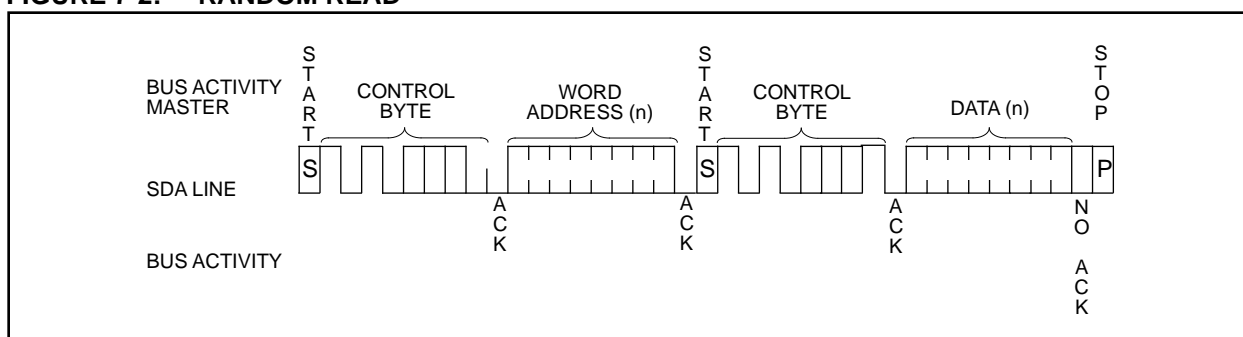 FIGURE 7-2: RANDOM READ
BUS ACTIVITY
MASTER
START
CONTROL
BYTE
WORD
ADDRESS (n)
START
CONTROL
BYTE
DATA (n)
STOP
SDA LINE
S
S
P
ACK
ACK
ACK
NO ACK
BUS ACTIVITY